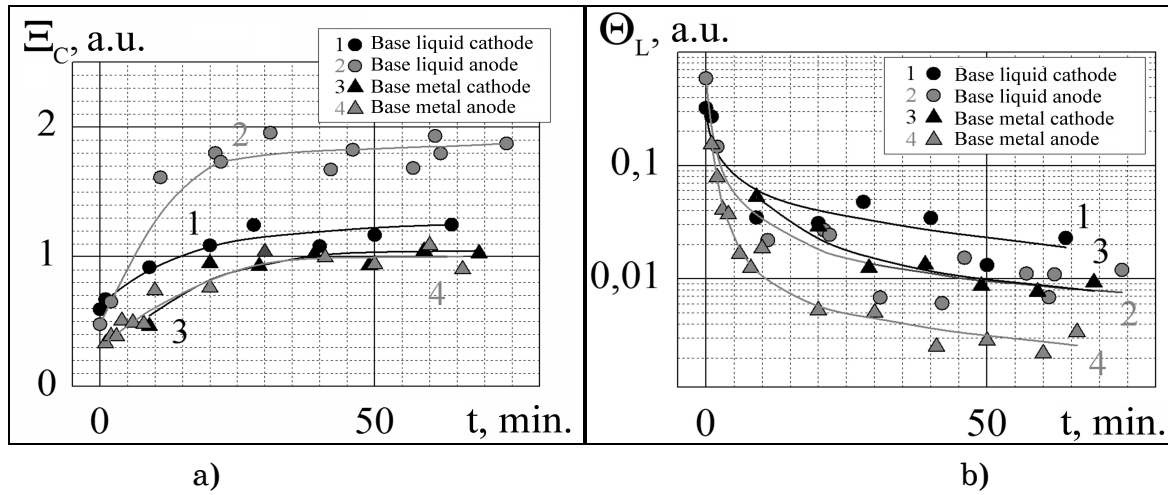 ΞC, a.u.
1 Base liquid cathode
2 Base liquid anode
3 Base metal cathode
4 Base metal anode
2
2
1
1
4
3
0
0 50 t, min.
a)
ΘL, a.u.
1 Base liquid cathode
2 Base liquid anode
3 Base metal cathode
4 Base metal anode
0,1
1
3
0,01
2
4
0 50 t, min.
b)